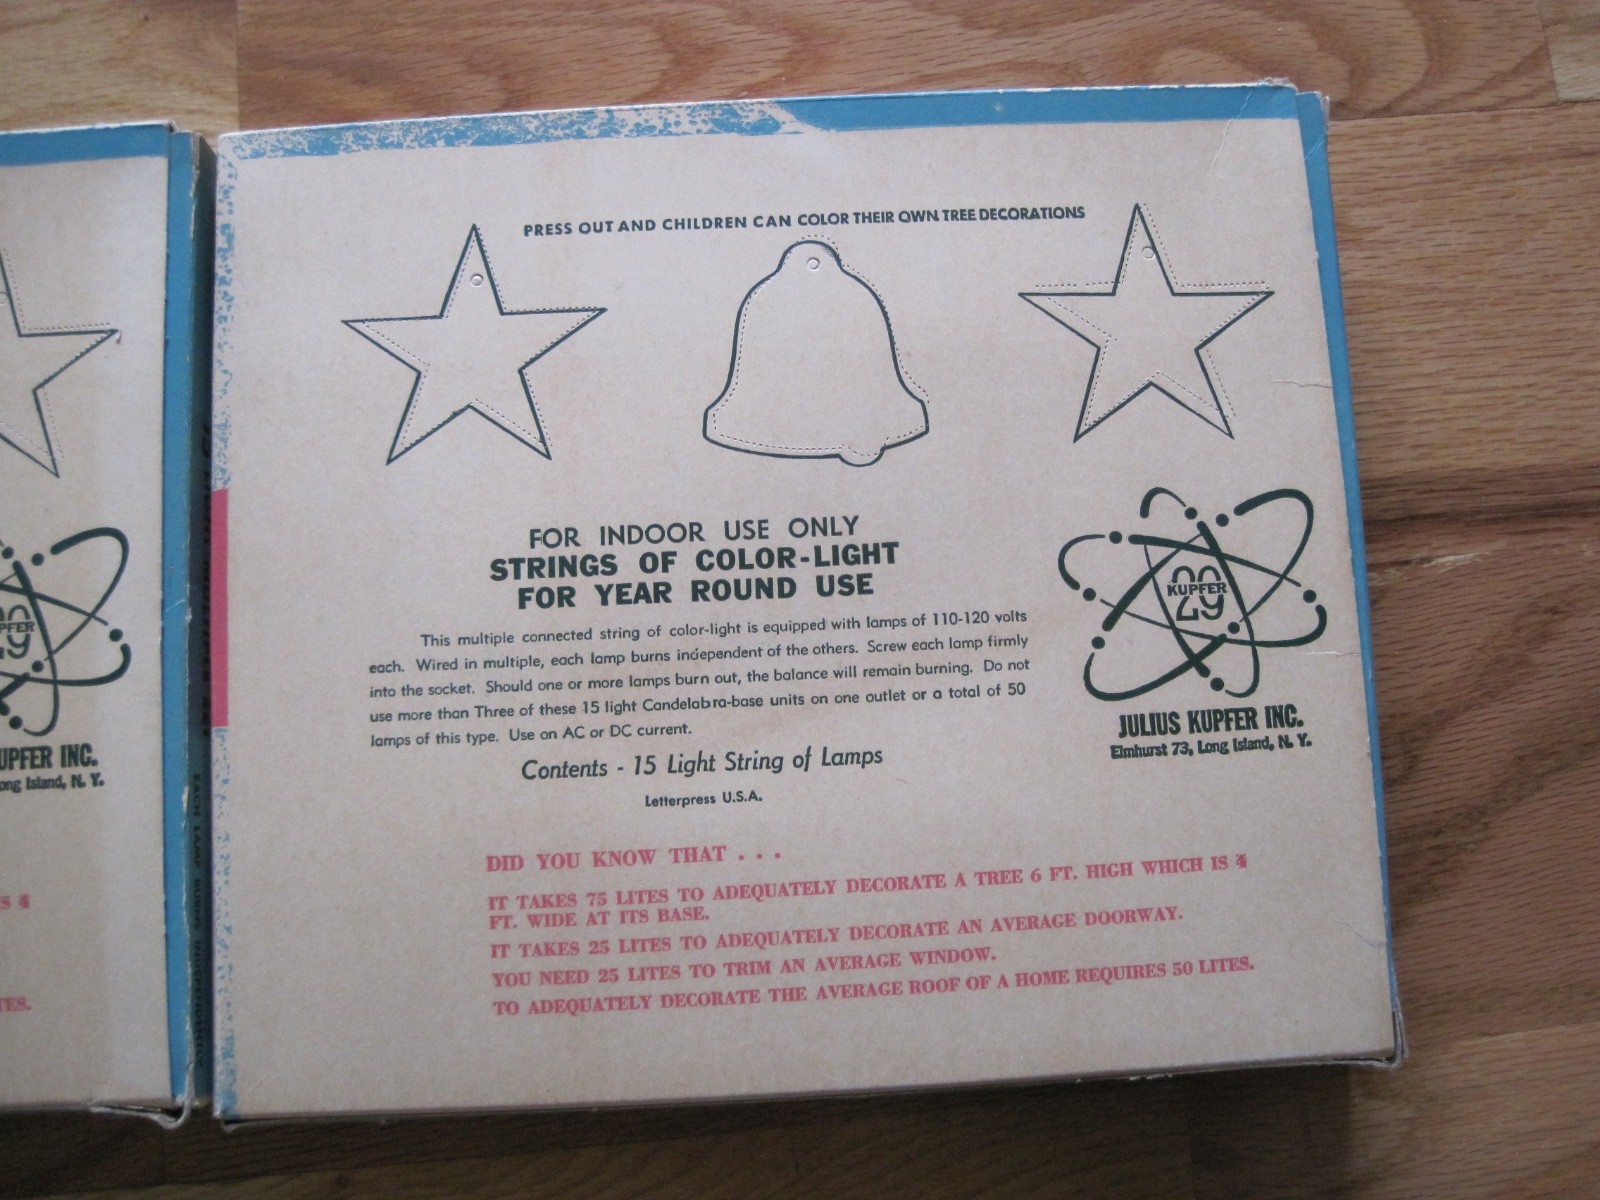 PRESS OUT AND CHILDREN CAN COLOR THEIR OWN TREE DECORATIONS
FOR INDOOR USE ONLY
STRINGS OF COLOR-LIGHT
FOR YEAR ROUND USE
This multiple connected string of color-light is equipped with lamps of 110-120 volts
each. Wired in multiple, each lamp burns independent of the others. Screw each lamp firmly
into the socket. Should one or more lamps burn out, the balance will remain burning. Do not
use more than Three of these 15 light Candelabra-base units on one outlet or a total of 50
lamps of this type. Use on AC or DC current.
Contents - 15 Light String of Lamps
Letterpress U.S.A.
KUPFER
29
JULIUS KUPFER INC.
Elmhurst 73, Long Island, N. Y.
DID YOU KNOW THAT . . .
IT TAKES 75 LITES TO ADEQUATELY DECORATE A TREE 6 FT. HIGH WHICH IS 4
FT. WIDE AT ITS BASE.
IT TAKES 25 LITES TO ADEQUATELY DECORATE AN AVERAGE DOORWAY.
YOU NEED 25 LITES TO TRIM AN AVERAGE WINDOW.
TO ADEQUATELY DECORATE THE AVERAGE ROOF OF A HOME REQUIRES 50 LITES.
UPFER INC.
ong Island, N. Y.
S 4
TES.
EACH LAMP BURNS INDEPENDENTLY